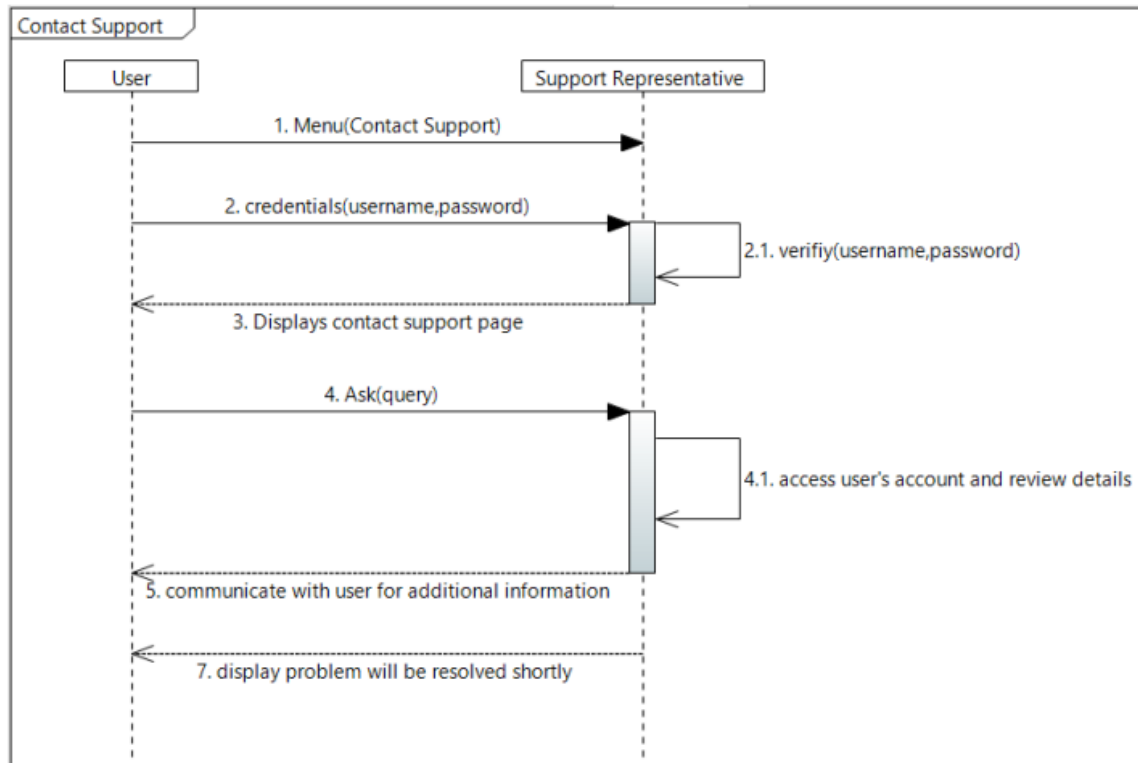 Contact Support
User
Support Representative
1. Menu(Contact Support)
2. credentials(username,password)
2.1. verifiy(username,password)
3. Displays contact support page
4. Ask(query)
4.1. access user's account and review details
5. communicate with user for additional information
7. display problem will be resolved shortly